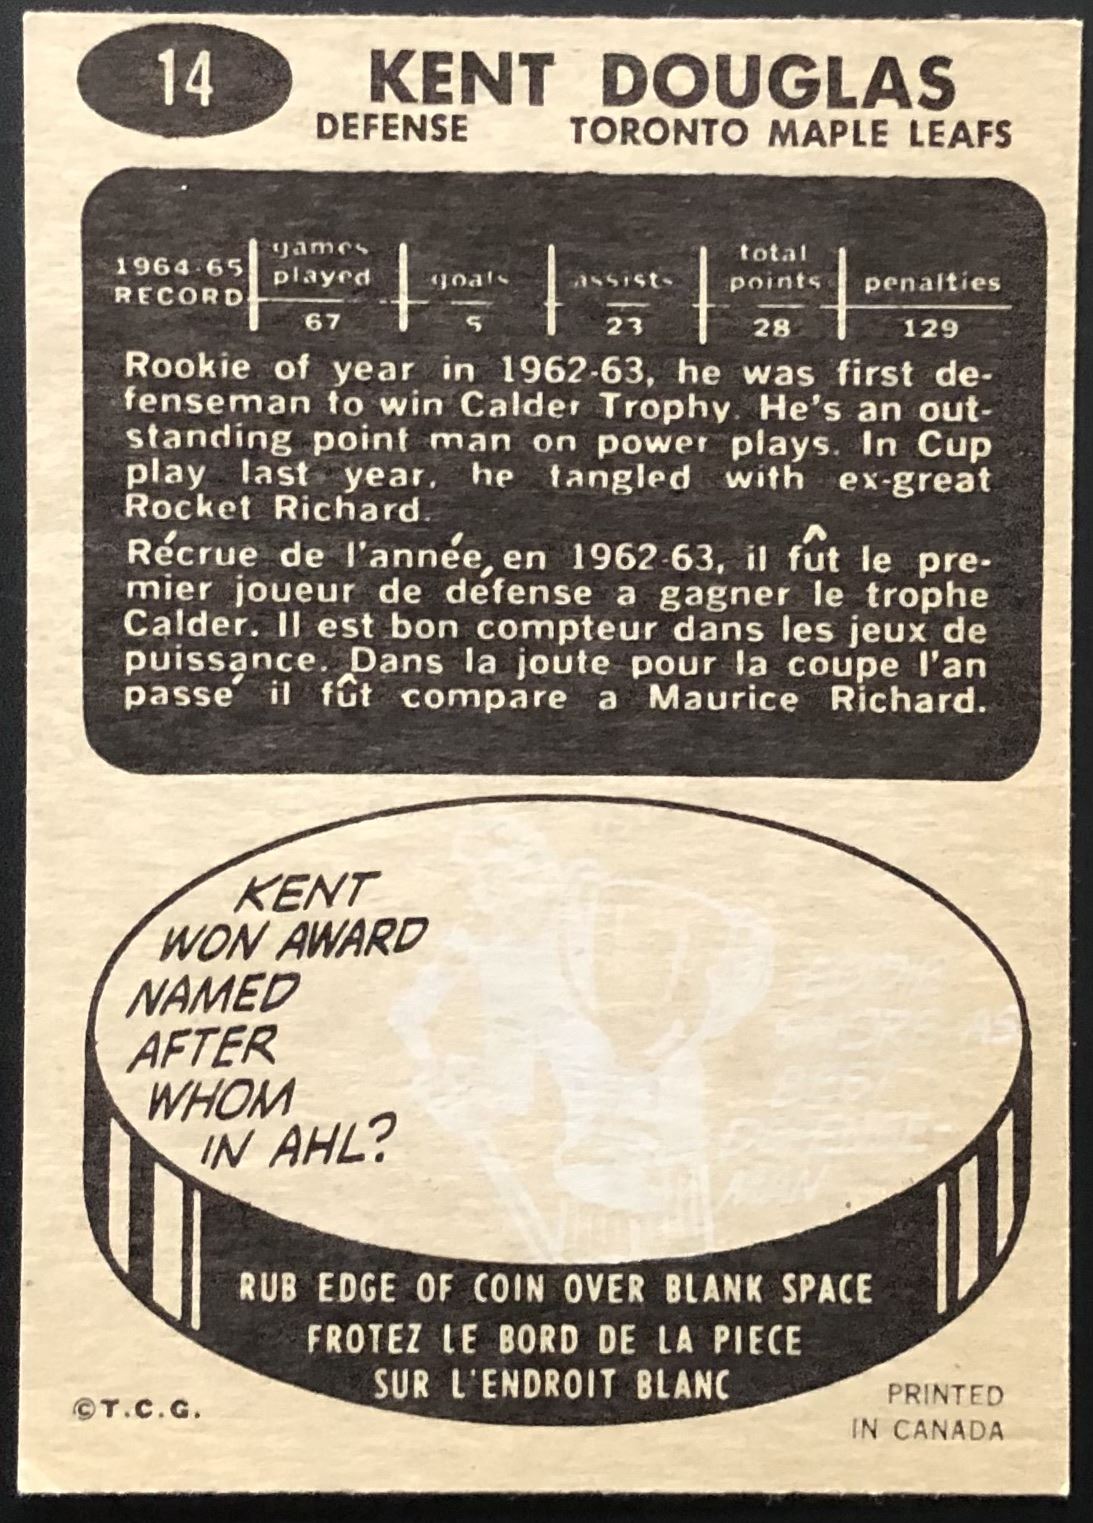 14 KENT DOUGLAS
DEFENSE TORONTO MAPLE LEAFS
1964-65 RECORD games played goals assists total points penalties
67 5 23 28 129
Rookie of year in 1962-63, he was first de-
fenseman to win Calder Trophy. He's an out-
standing point man on power plays. In Cup
play last year, he tangled with ex-great
Rocket Richard.
Récrue de l'année, en 1962-63, il fût le pre-
mier joueur de défense a gagner le trophe
Calder. Il est bon compteur dans les jeux de
puissance. Dans la joute pour la coupe l'an
passé il fût compare a Maurice Richard.
KENT
WON AWARD
NAMED
AFTER
WHOM
IN AHL?
EDDIE
SHORE AS
BEST
DEFENSE-
MAN
RUB EDGE OF COIN OVER BLANK SPACE
FROTEZ LE BORD DE LA PIECE
SUR L'ENDROIT BLANC
©T.C.G.
PRINTED
IN CANADA